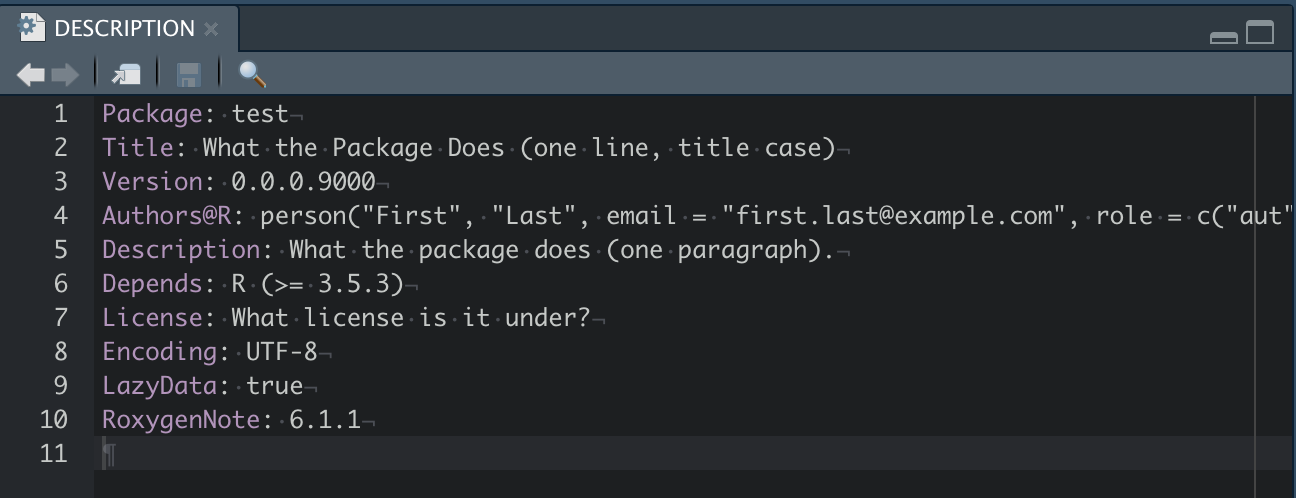 DESCRIPTION
1 Package: test
2 Title: What the Package Does (one line, title case)
3 Version: 0.0.0.9000
4 Authors@R: person("First", "Last", email = "first.last@example.com", role = c("aut"
5 Description: What the package does (one paragraph).
6 Depends: R (>= 3.5.3)
7 License: What license is it under?
8 Encoding: UTF-8
9 LazyData: true
10 RoxygenNote: 6.1.1
11